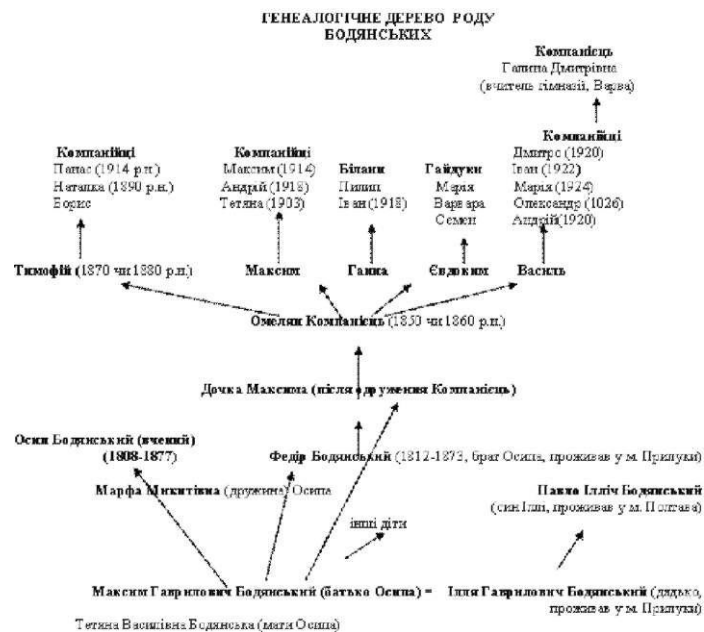 ГЕНЕАЛОГІЧНЕ ДЕРЕВО РОДУ
БОДЯНСЬКИХ
Компанієць
Галина Дмитрівна
(вчитель гімназії, Варва)
Компанійці
Панас (1914 р.н.)
Наталка (1890 р.н.)
Борис
Компанійці
Максим (1914)
Андрій (1918)
Тетяна (1903)
Білани
Пилип
Іван (1918)
Гайдуки
Марія
Варвара
Семен
Компанійці
Дмитро (1920)
Іван (1922)
Марія (1924)
Олександр (1026)
Андрій (1920)
Тимофій (1870 чи 1880 р.н.)
Максим
Ганна
Євдоким
Василь
Омелян Компанієць (1850 чи 1860 р.н.)
Дочка Максима (після одруження Компанієць)
Осип Бодянський (вчений)
(1808-1877)
Федір Бодянський (1812-1873, брат Осипа, проживав у м. Прилуки)
Марфа Микитівна (дружина) Осипа
Павло Ілліч Бодянський
(син Іллі, проживав у м. Полтава)
інші діти
Максим Гаврилович Бодянський (батько Осипа) =
Ілля Гаврилович Бодянський (дядько,
проживав у м. Прилуки)
Тетяна Василівна Бодянська (мати Осипа)